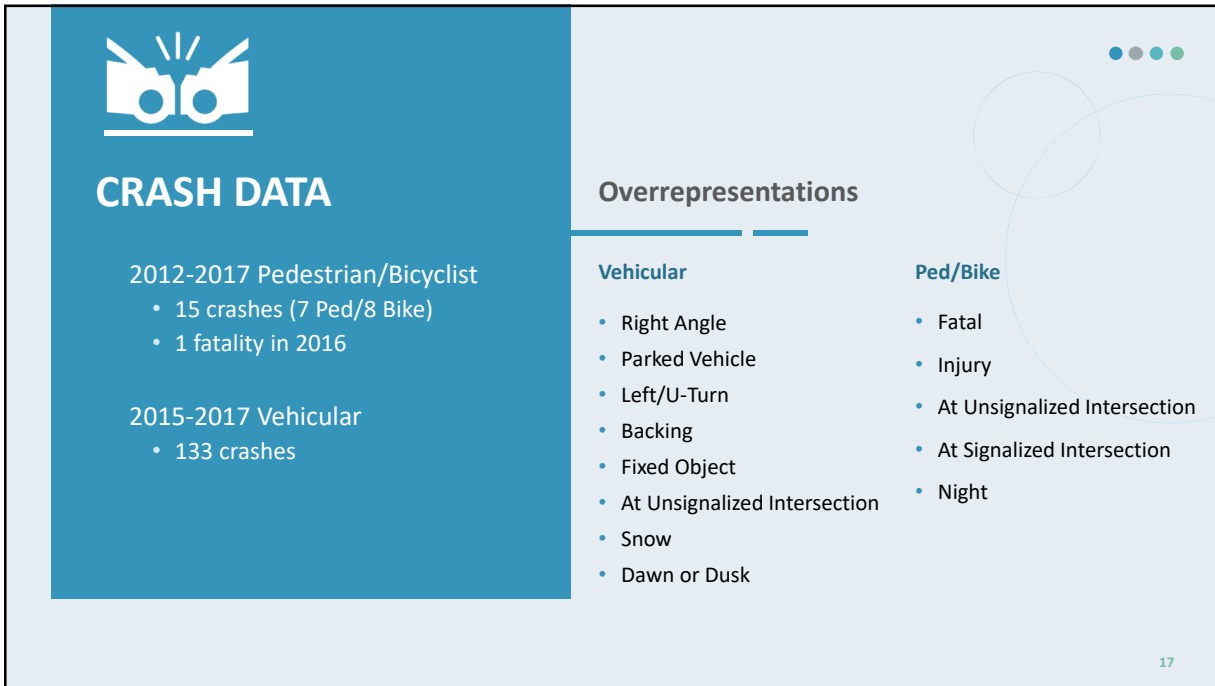 CRASH DATA
2012-2017 Pedestrian/Bicyclist
• 15 crashes (7 Ped/8 Bike)
• 1 fatality in 2016
2015-2017 Vehicular
• 133 crashes
Overrepresentations
Vehicular
• Right Angle
• Parked Vehicle
• Left/U-Turn
• Backing
• Fixed Object
• At Unsignalized Intersection
• Snow
• Dawn or Dusk
Ped/Bike
• Fatal
• Injury
• At Unsignalized Intersection
• At Signalized Intersection
• Night
17